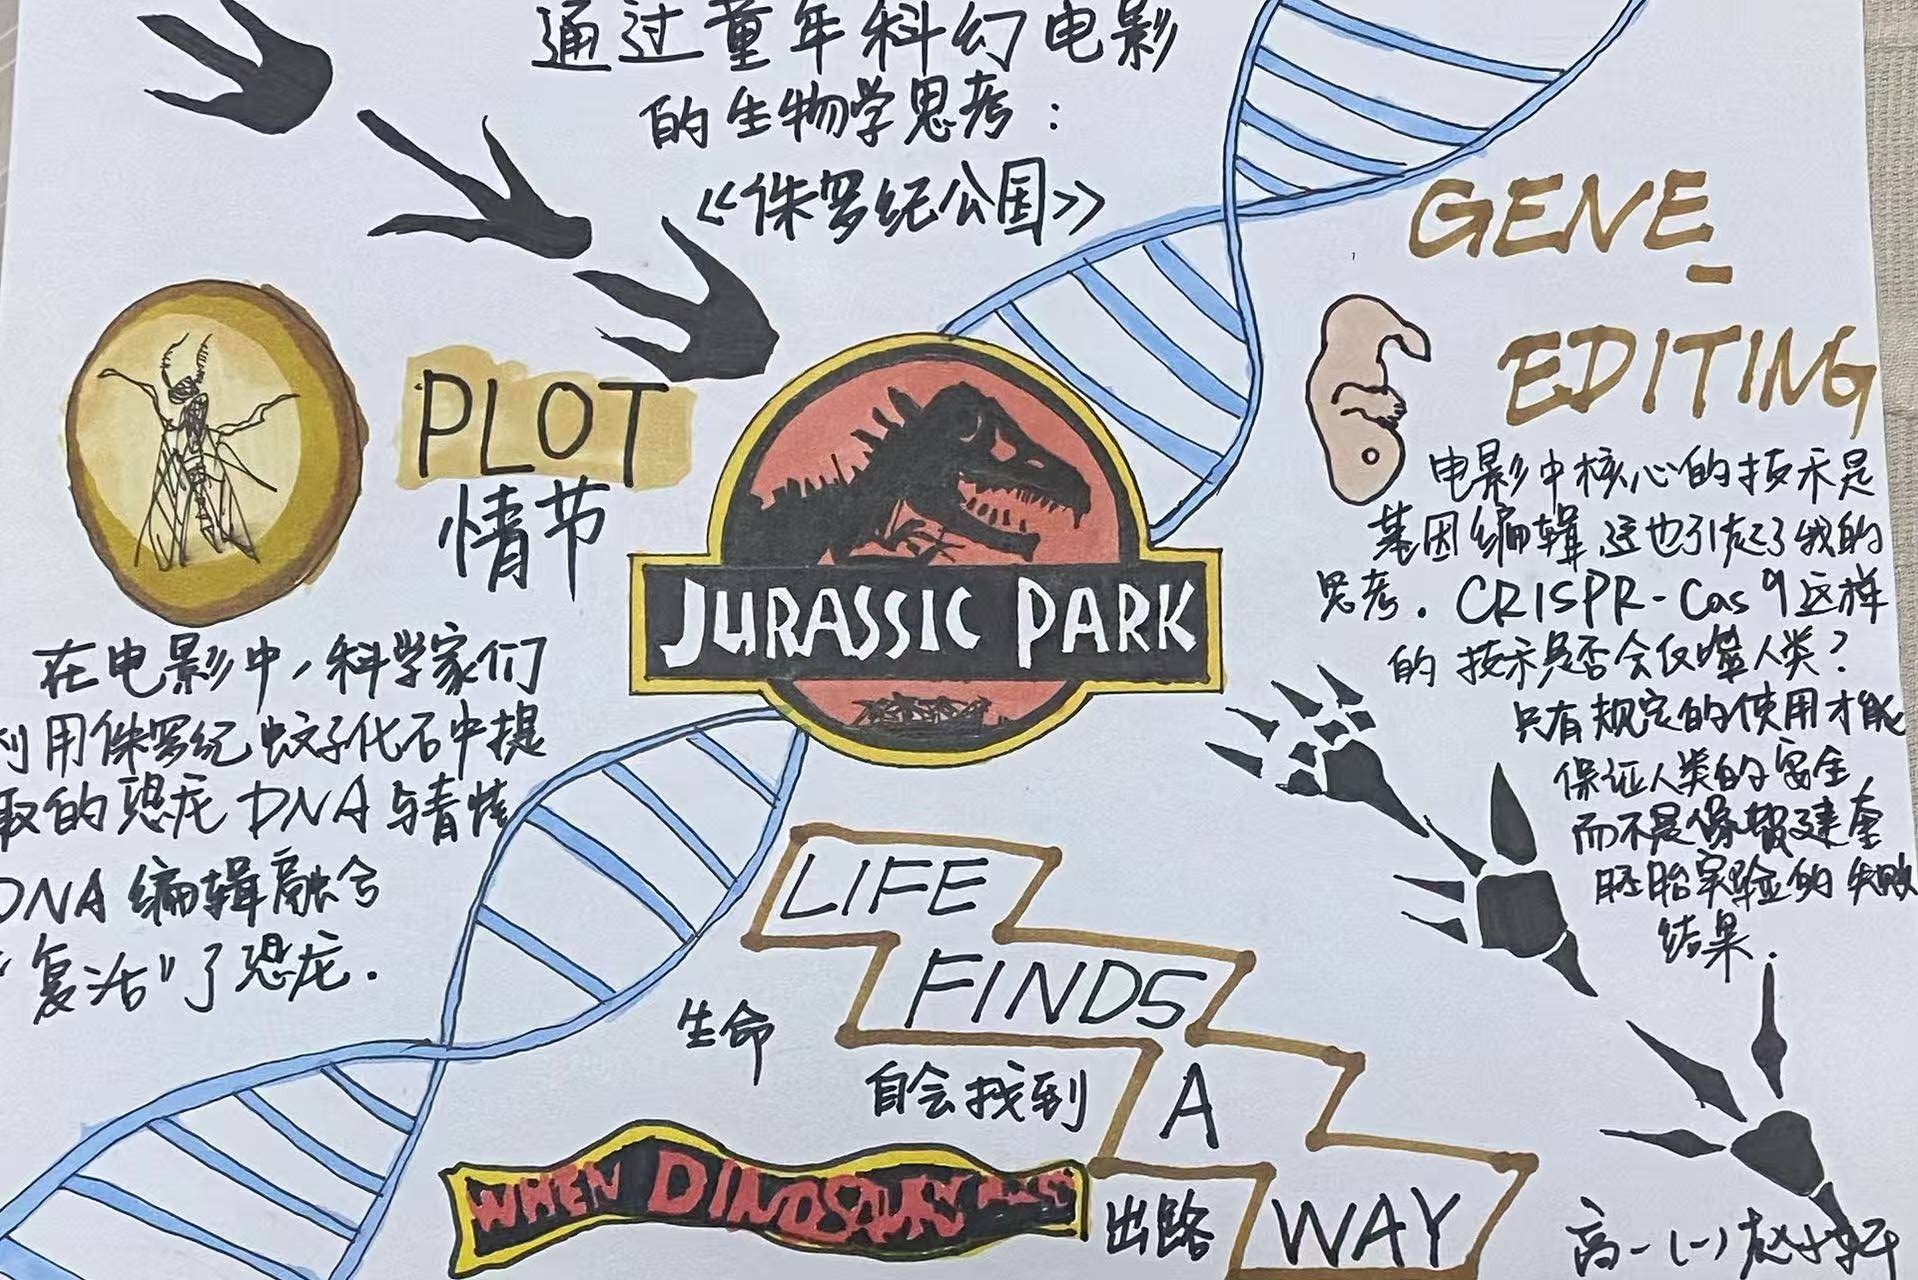 通过童年科幻电影
的生物学思考：
《侏罗纪公园》
PLOT
情节
在电影中，科学家们
利用侏罗纪蚊子化石中提
取的恐龙DNA与青蛙
DNA编辑融合
“复活”了恐龙.
JURASSIC PARK
GENE_
EDITING
电影中核心的技术是
基因编辑，这也引起了我的
思考．CRISPR-Cas9这样
的技术是否会反噬人类？
只有规定的使用才能
保证人类的安全，
而不是像贺建奎
胚胎实验的失败
结果．
LIFE
FINDS
A
WAY
生命
自会找到
出路
WHEN DINOSAURS
高一(一)赵